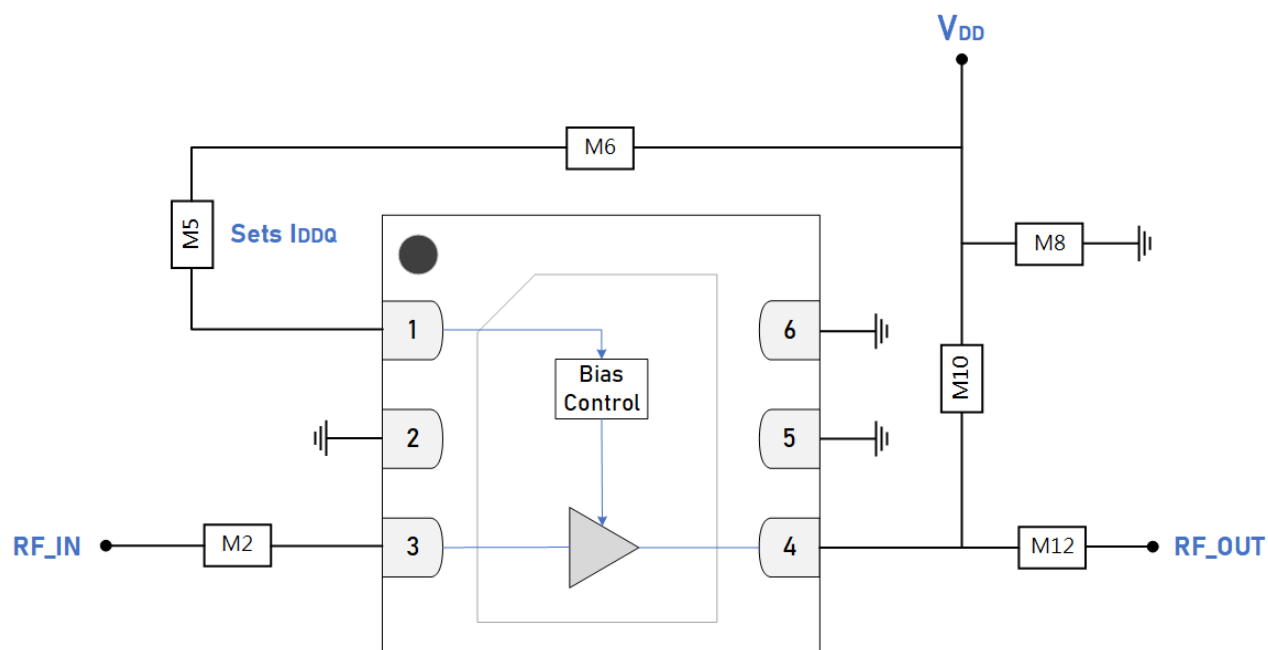 VDD
M6
M5
Sets IDDQ
M8
1
6
Bias
Control
M10
2
5
RF_IN
M2
3
4
M12
RF_OUT